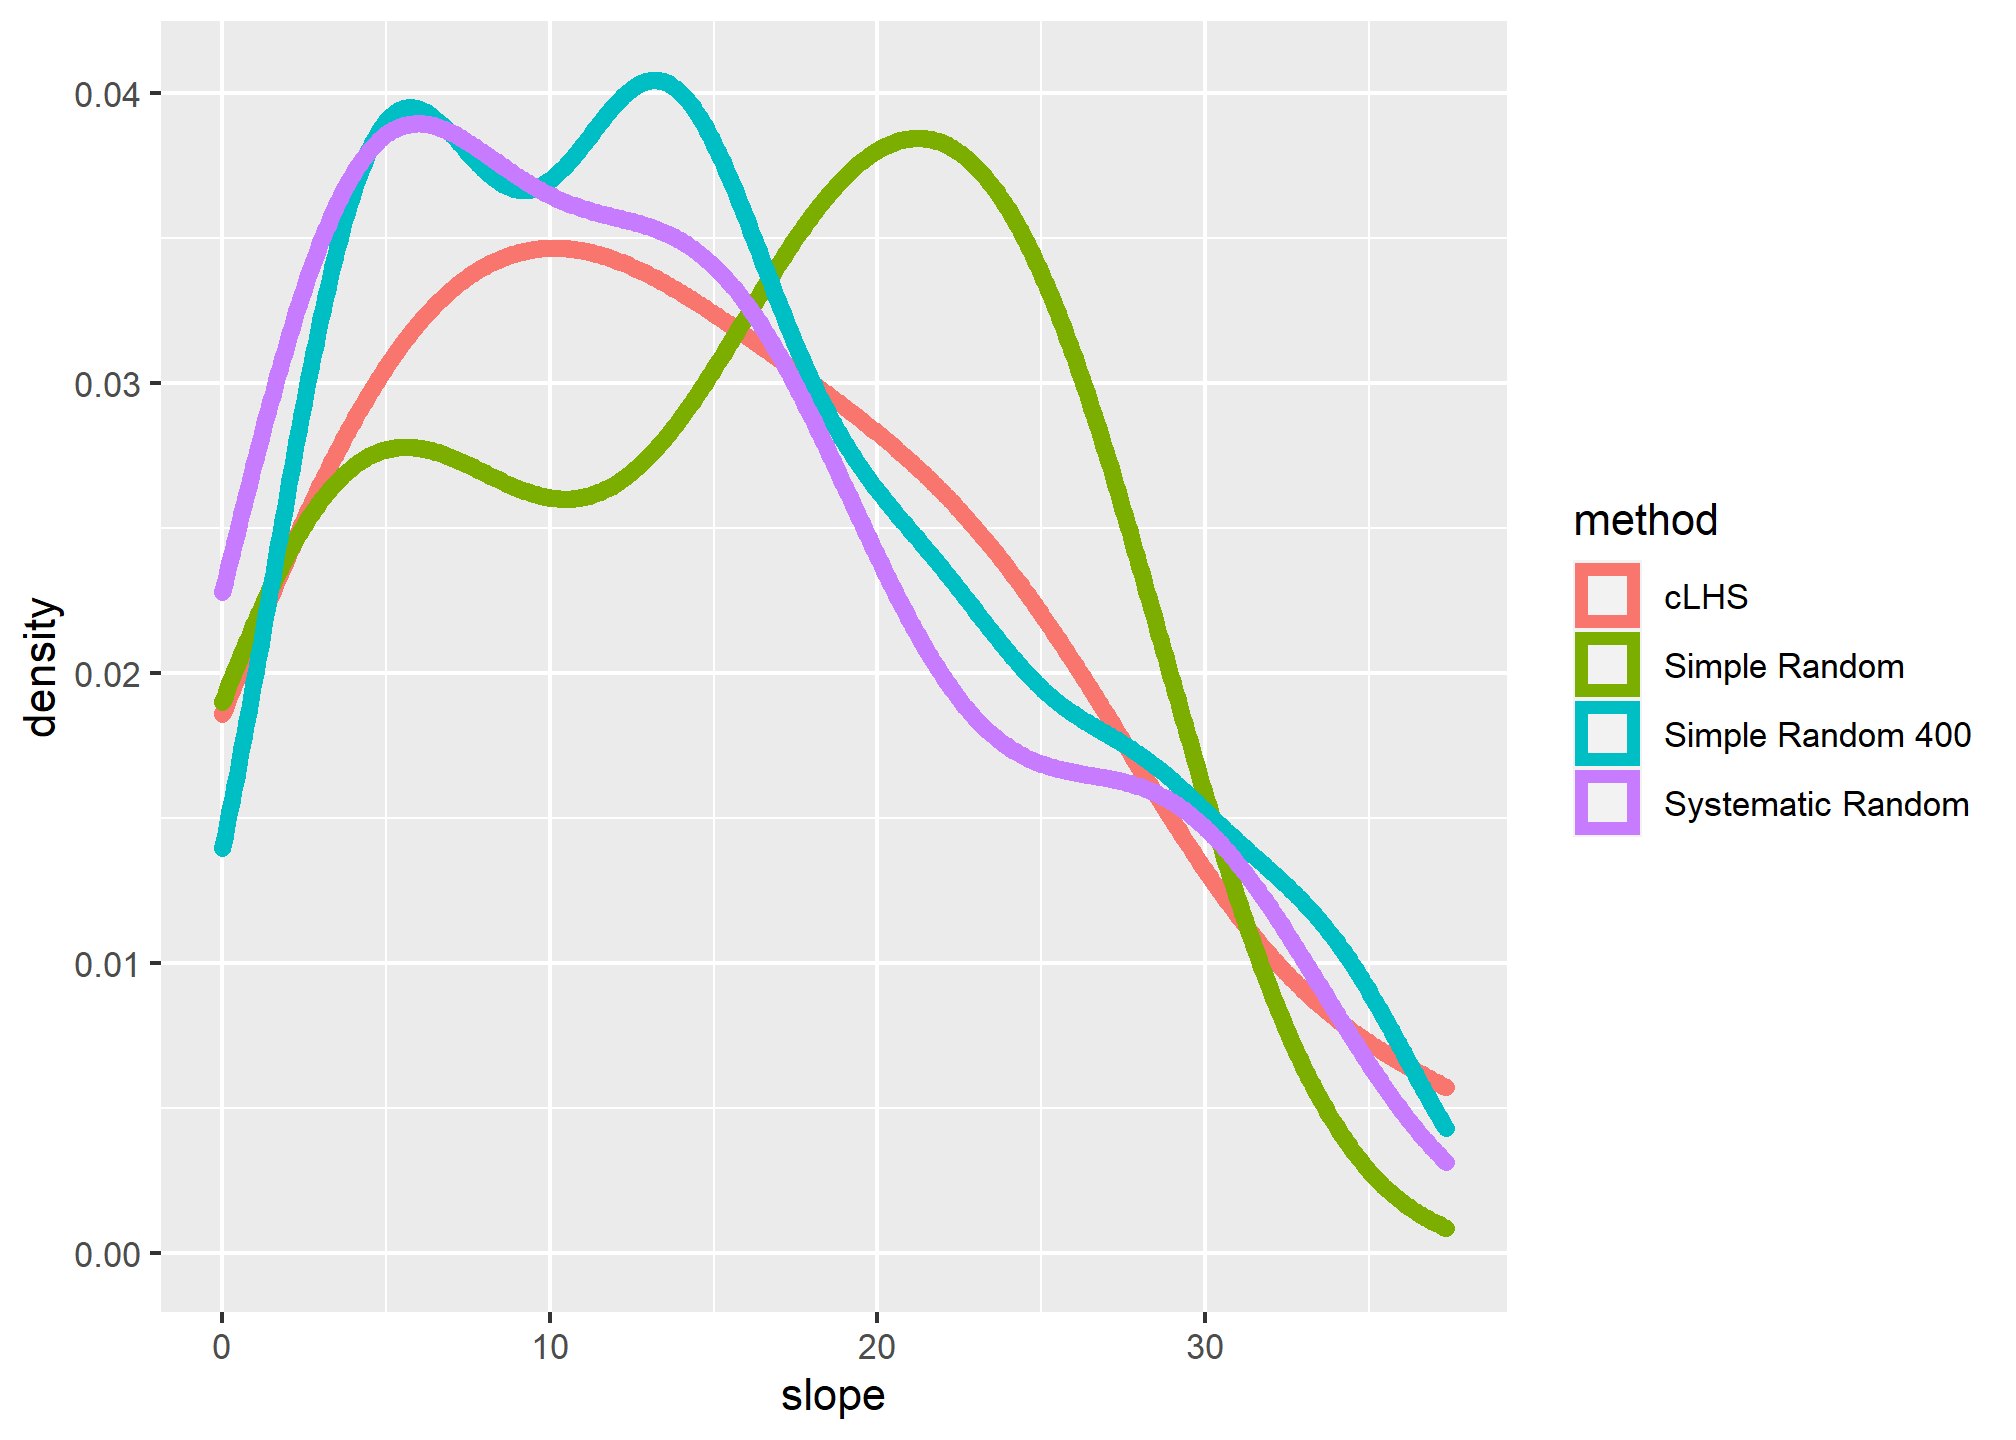 0.04
0.03
0.02
0.01
0.00
density
0 10 20 30
slope
method
cLHS
Simple Random
Simple Random 400
Systematic Random